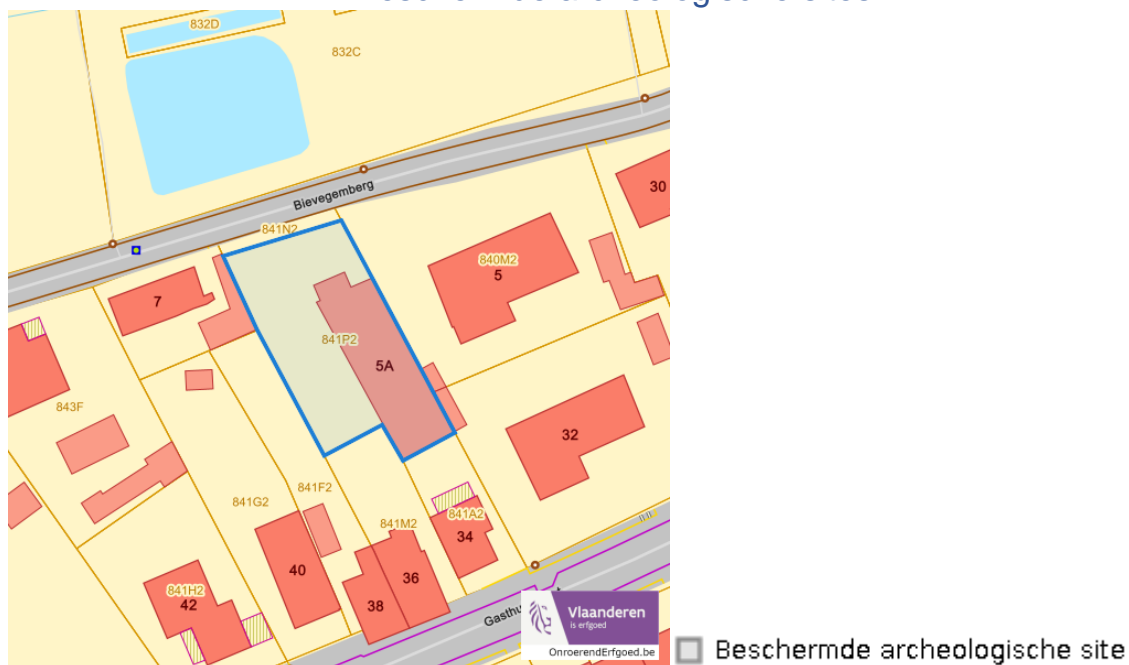 832D
832C
Bievegemberg
30
841N2
840M2
5
7
841P2
5A
843F
32
841G2
841F2
841M2
841A2
34
40
36
38
841H2
42
Vlaanderen
is erfgoed
OnroerendErfgoed.be
Beschermde archeologische site